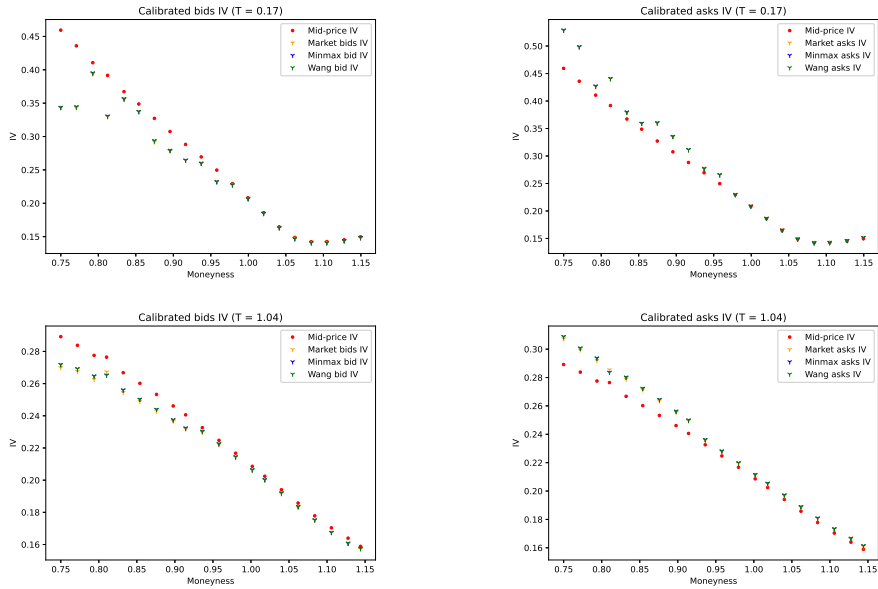 Calibrated bids IV (T = 0.17)
0.45
0.40
0.35
0.30
0.25
0.20
0.15
IV
0.75 0.80 0.85 0.90 0.95 1.00 1.05 1.10 1.15
Moneyness
Mid-price IV
Market bids IV
Minmax bid IV
Wang bid IV
Calibrated asks IV (T = 0.17)
0.50
0.45
0.40
0.35
0.30
0.25
0.20
0.15
IV
0.75 0.80 0.85 0.90 0.95 1.00 1.05 1.10 1.15
Moneyness
Mid-price IV
Market asks IV
Minmax asks IV
Wang asks IV
Calibrated bids IV (T = 1.04)
0.28
0.26
0.24
0.22
0.20
0.18
0.16
IV
0.75 0.80 0.85 0.90 0.95 1.00 1.05 1.10 1.15
Moneyness
Mid-price IV
Market bids IV
Minmax bid IV
Wang bid IV
Calibrated asks IV (T = 1.04)
0.30
0.28
0.26
0.24
0.22
0.20
0.18
0.16
IV
0.75 0.80 0.85 0.90 0.95 1.00 1.05 1.10 1.15
Moneyness
Mid-price IV
Market asks IV
Minmax asks IV
Wang asks IV